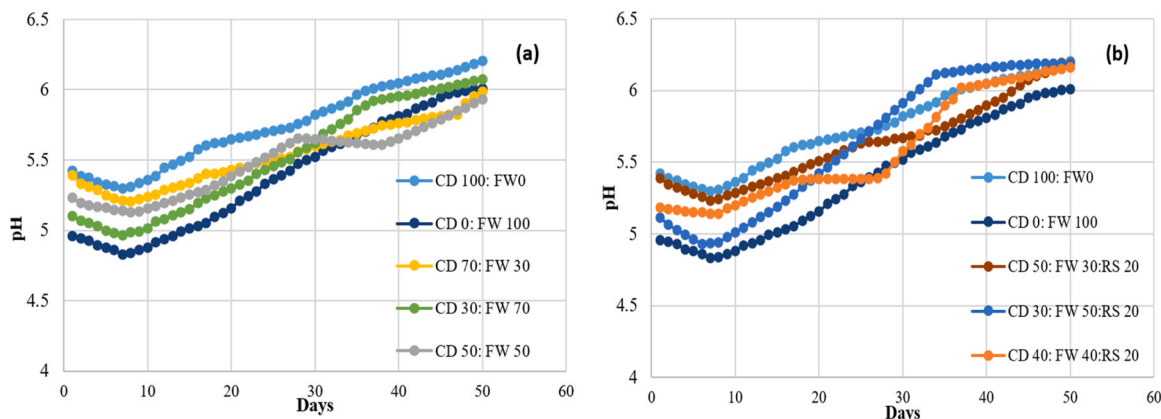 6.5
(a)
6
5.5
pH
5
4.5
4
0
10
20
30
40
50
60
Days
CD 100: FW0
CD 0: FW 100
CD 70: FW 30
CD 30: FW 70
CD 50: FW 50
6.5
(b)
6
5.5
pH
5
4.5
4
0
10
20
30
40
50
60
Days
CD 100: FW0
CD 0: FW 100
CD 50: FW 30:RS 20
CD 30: FW 50:RS 20
CD 40: FW 40:RS 20